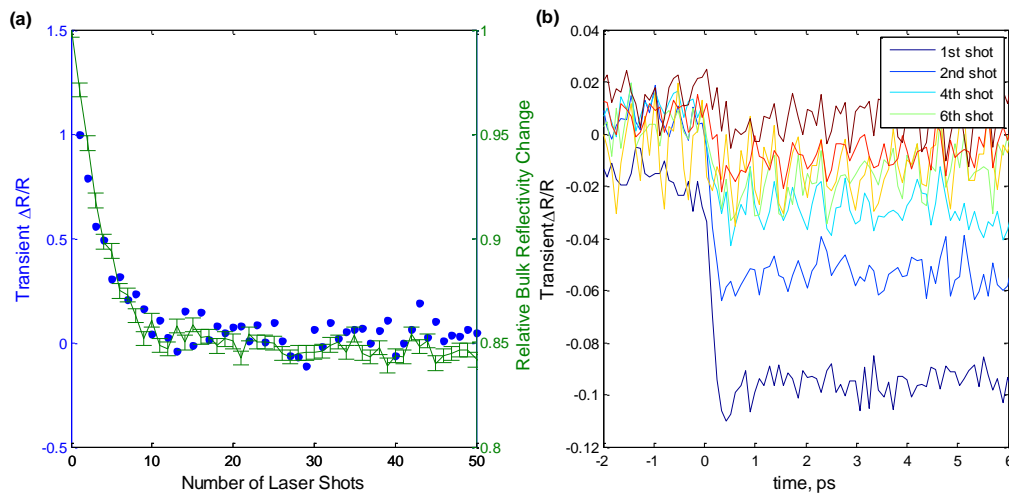 (a)
1.5
1
0.5
0
-0.5
Transient ΔR/R
0 10 20 30 40 50
Number of Laser Shots
1
0.95
0.9
0.85
0.8
Relative Bulk Reflectivity Change
(b)
0.04
0.02
0
-0.02
-0.04
-0.06
-0.08
-0.1
-0.12
TransientΔR/R
-2 -1 0 1 2 3 4 5 6
time, ps
1st shot
2nd shot
4th shot
6th shot